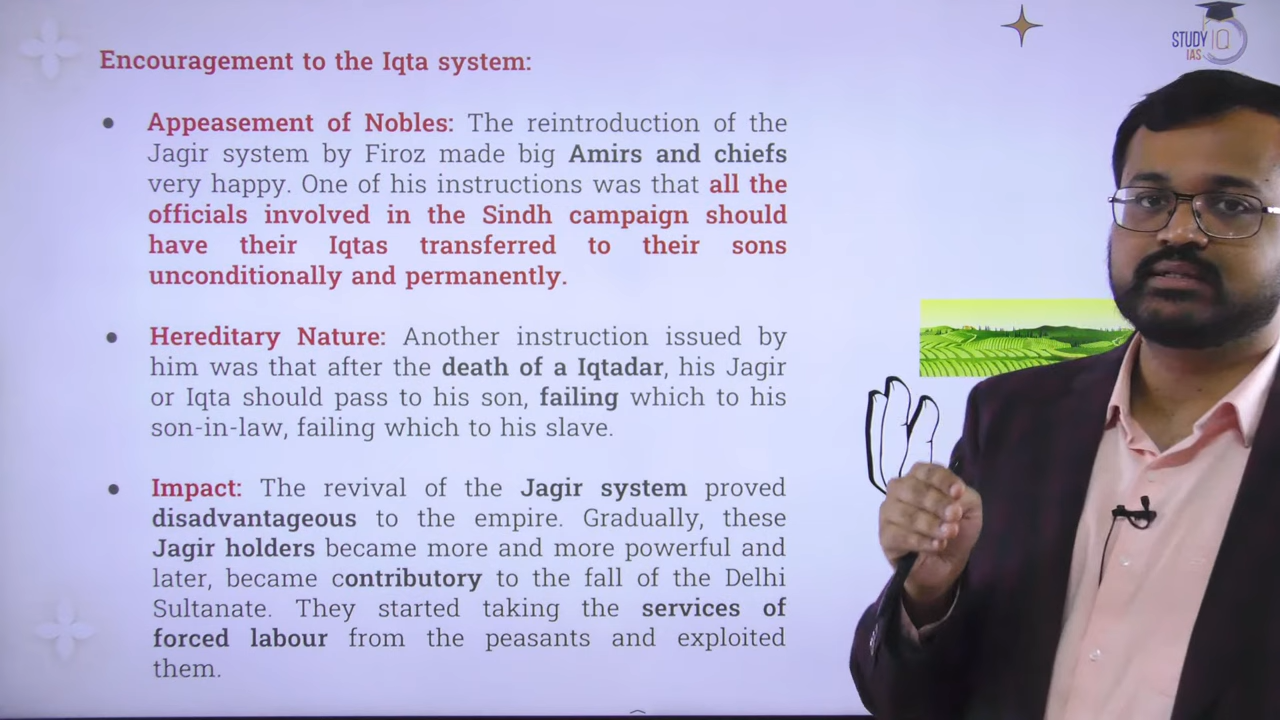 Encouragement to the Iqta system:
● Appeasement of Nobles: The reintroduction of the
Jagir system by Firoz made big Amirs and chiefs
very happy. One of his instructions was that all the
officials involved in the Sindh campaign should
have their Iqtas transferred to their sons
unconditionally and permanently.
● Hereditary Nature: Another instruction issued by
him was that after the death of a Iqtadar, his Jagir
or Iqta should pass to his son, failing which to his
son-in-law, failing which to his slave.
● Impact: The revival of the Jagir system proved
disadvantageous to the empire. Gradually, these
Jagir holders became more and more powerful and
later, became contributory to the fall of the Delhi
Sultanate. They started taking the services of
forced labour from the peasants and exploited
them.
STUDY IQ
IAS